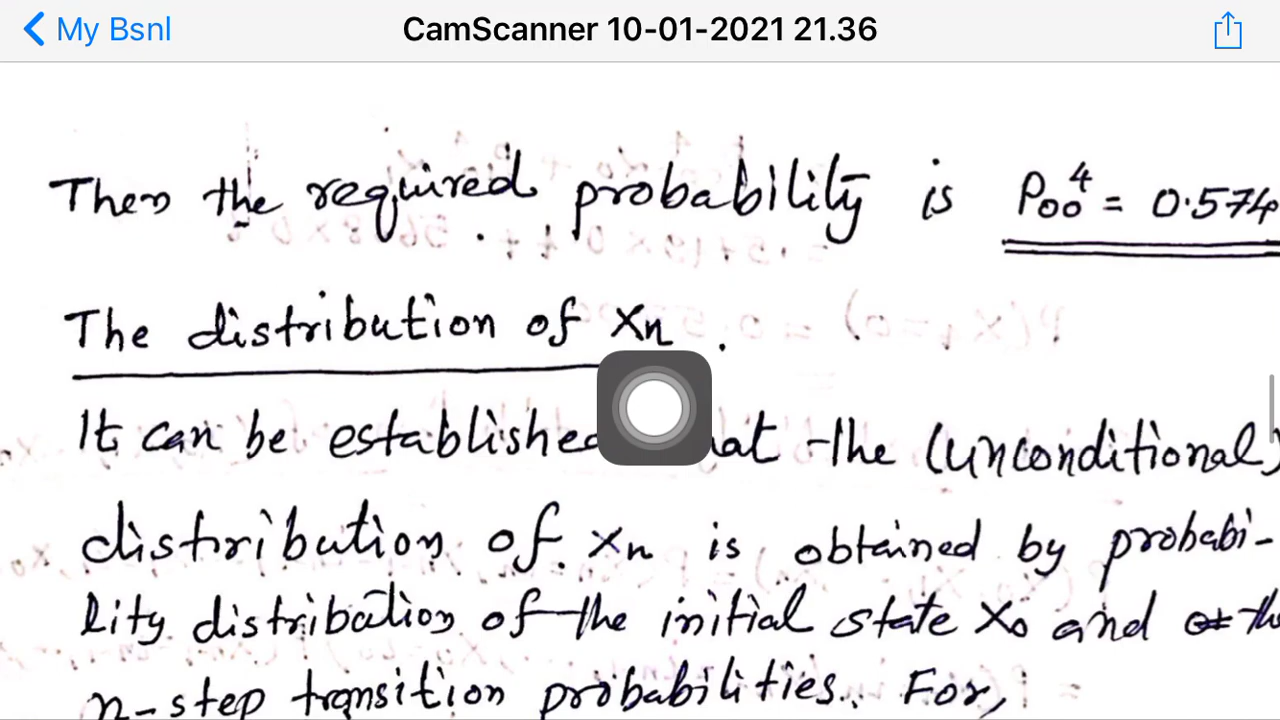 My Bsnl
CamScanner 10-01-2021 21.36
Then the required probability is P₀₀⁴ = 0.574
The distribution of Xn.
It can be established that the (unconditional)
distribution of Xn is obtained by probabi-
lity distribution of the initial state X₀ and the
n-step transition probabilities. For,